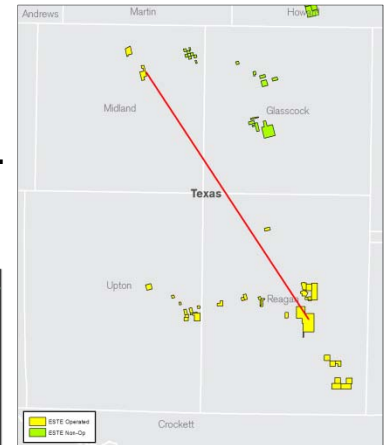 Andrews
Martin
How
Midland
Glasscock
Texas
Upton
Reagan
Crockett
ESTE Operated
ESTE Non-Op